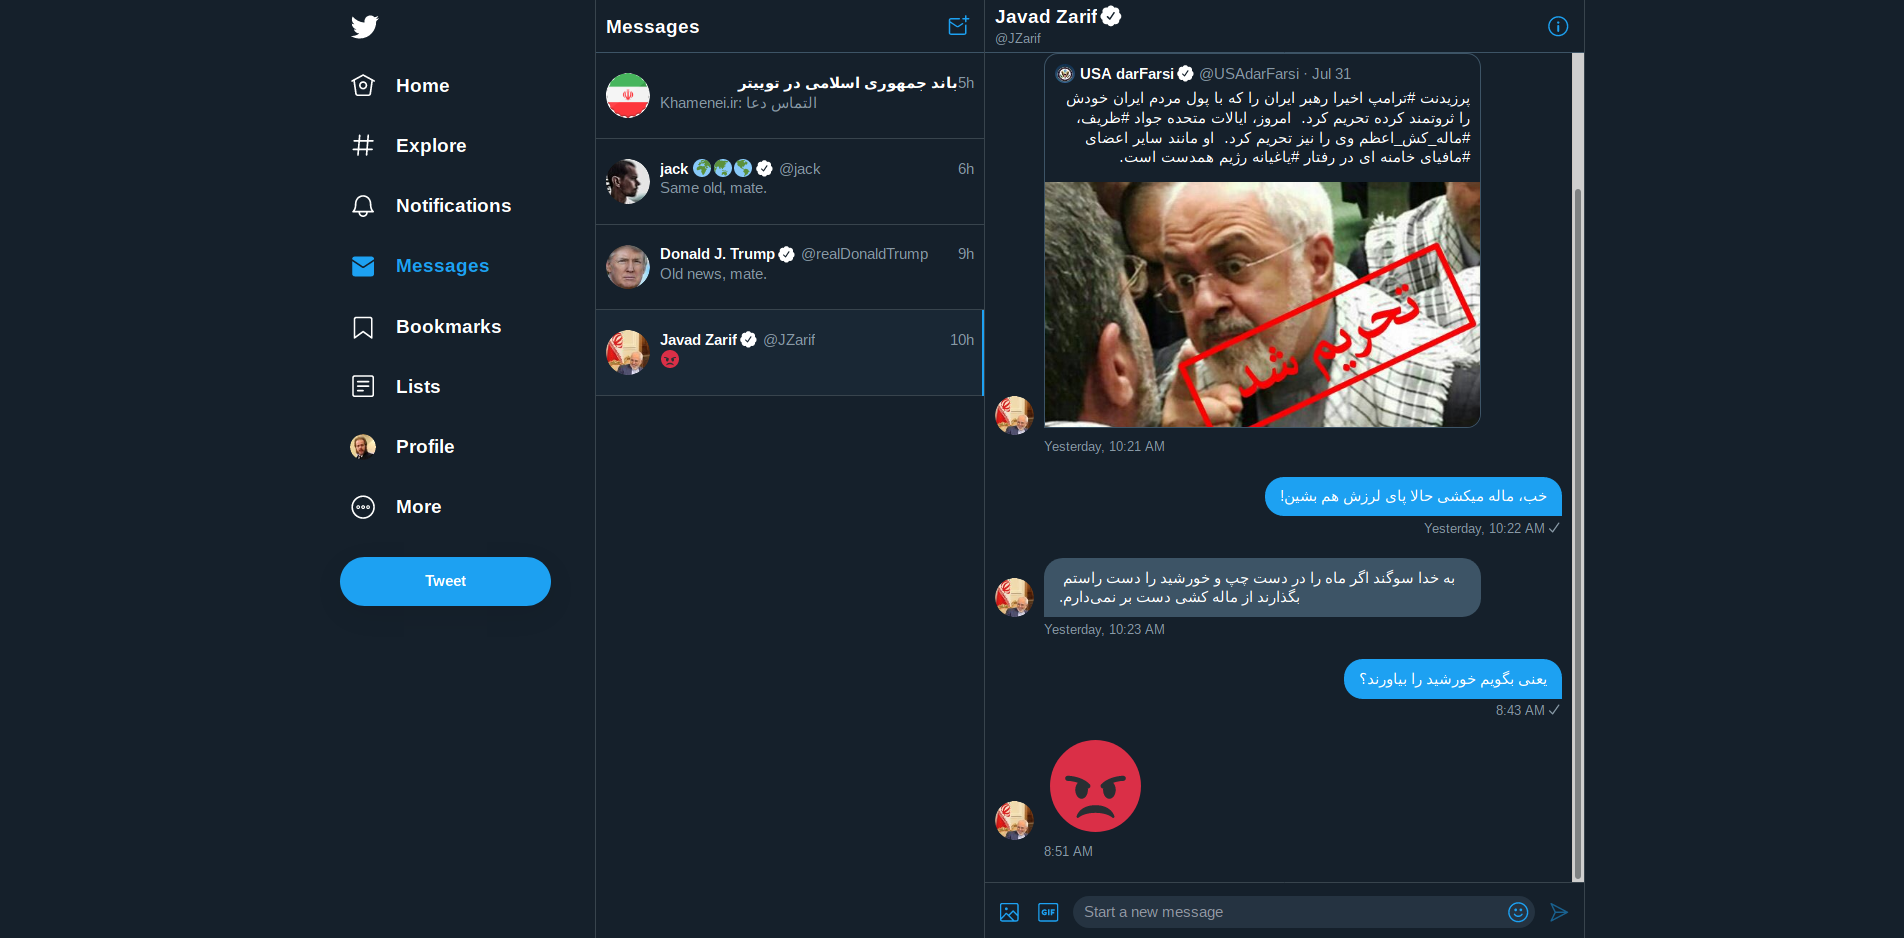 Home
Explore
Notifications
Messages
Bookmarks
Lists
Profile
More
Tweet
Messages
باند جمهوری اسلامی در توییتر 5h
Khamenei.ir: التماس دعا
jack @jack 6h
Same old, mate.
Donald J. Trump @realDonaldTrump 9h
Old news, mate.
Javad Zarif @JZarif 10h
Javad Zarif
@JZarif
USA darFarsi @USAdarFarsi · Jul 31
پرزیدنت #ترامپ اخیرا رهبر ایران را که با پول مردم ایران خودش
را ثروتمند کرده تحریم کرد. امروز، ایالات متحده جواد #ظریف،
#ماله_کش_اعظم وی را نیز تحریم کرد. او مانند سایر اعضای
#مافیای خامنه ای در رفتار #یاغیانه رژیم همدست است.
تحریم شد
Yesterday, 10:21 AM
خب، ماله میکشی حالا پای لرزش هم بشین!
Yesterday, 10:22 AM
به خدا سوگند اگر ماه را در دست چپ و خورشید را دست راستم
بگذارند از ماله کشی دست بر نمی‌دارم.
Yesterday, 10:23 AM
یعنی بگویم خورشید را بیاورند؟
8:43 AM
8:51 AM
GIF
Start a new message